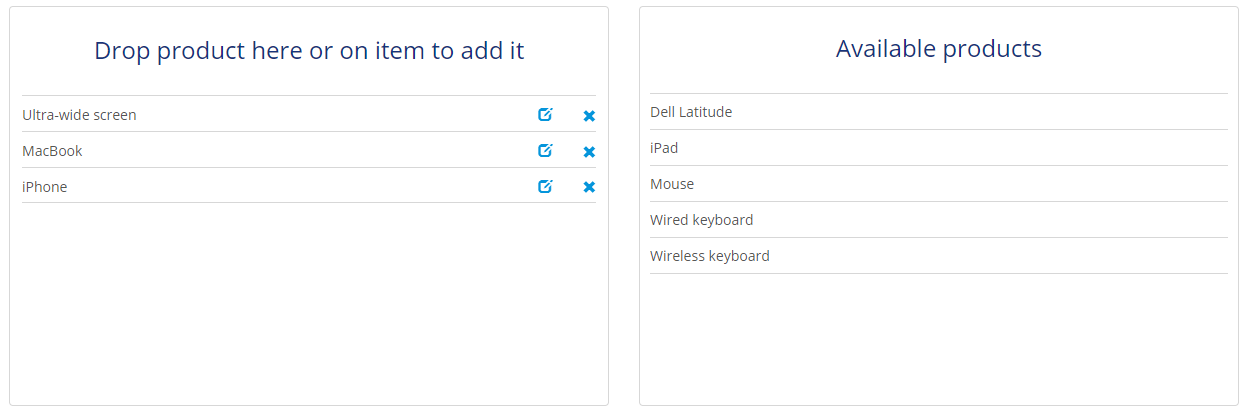 Drop product here or on item to add it
Ultra-wide screen
MacBook
iPhone
Available products
Dell Latitude
iPad
Mouse
Wired keyboard
Wireless keyboard